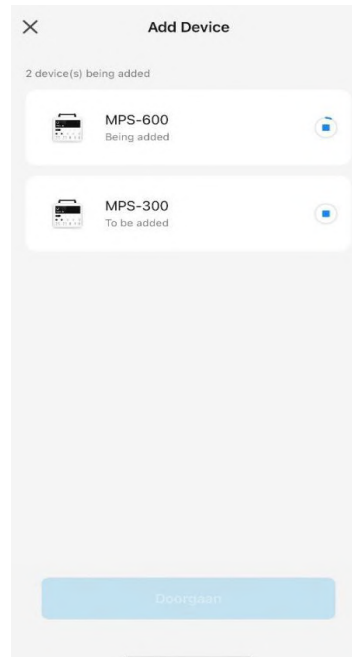 Add Device
2 device(s) being added
MPS-600
Being added
MPS-300
To be added
Doorgaan